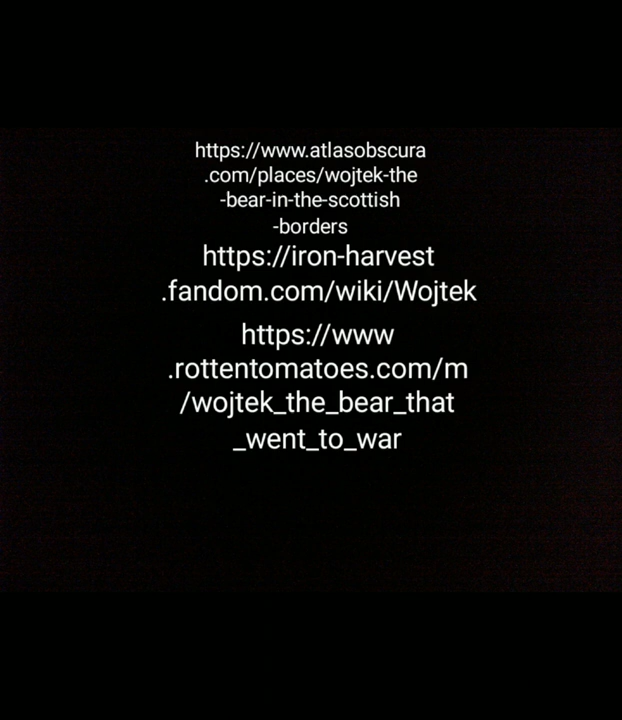 https://www.atlasobscura
.com/places/wojtek-the
-bear-in-the-scottish
-borders
https://iron-harvest
.fandom.com/wiki/Wojtek
https://www
.rottentomatoes.com/m
/wojtek_the_bear_that
_went_to_war